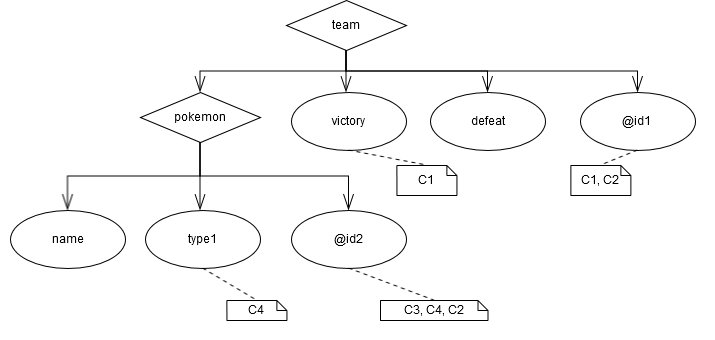 team
pokemon
victory
defeat
@id1
C1
C1, C2
name
type1
@id2
C4
C3, C4, C2